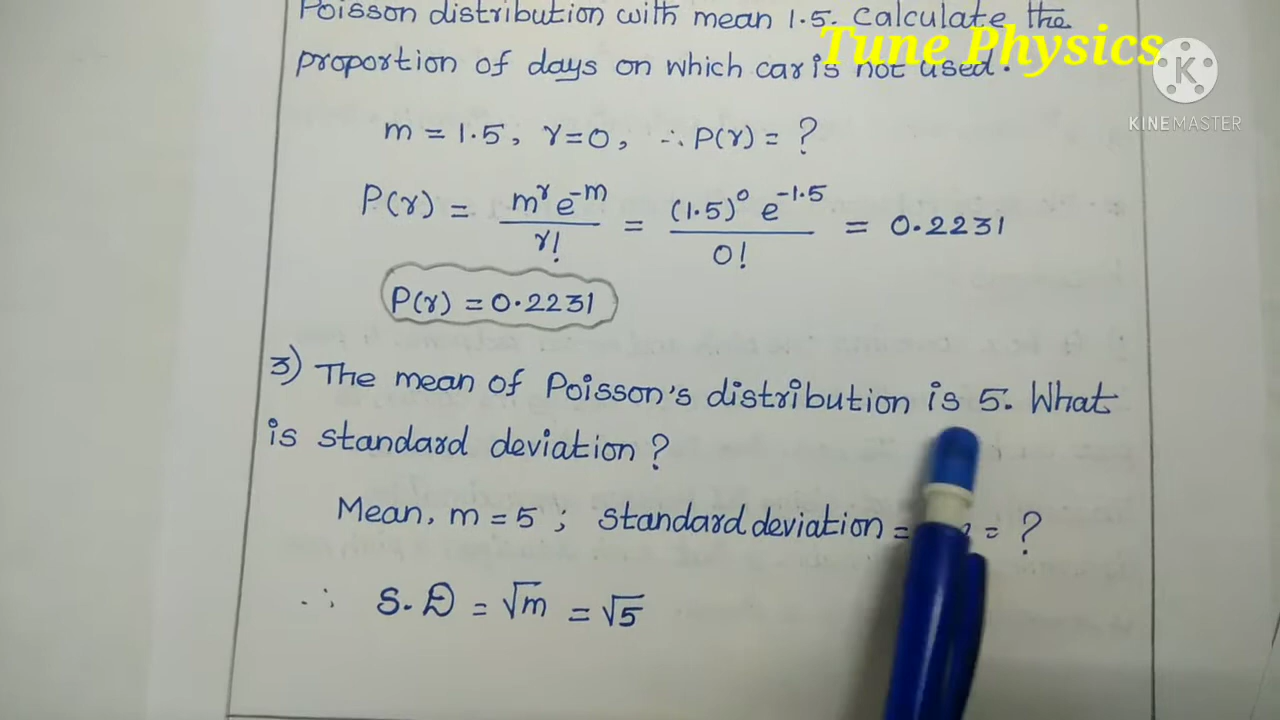 Poisson distribution with mean 1.5. Calculate the
Tune Physics
proportion of days on which car is not used.
KINEMASTER
m = 1.5, r=0, ∴ P(r) = ?
P(r) = m^r e^-m / r! = (1.5)^0 e^-1.5 / 0! = 0.2231
P(r) = 0.2231
3) The mean of Poisson's distribution is 5. What
is standard deviation?
Mean, m = 5 ; standard deviation = = ?
∴ S.D = √m = √5